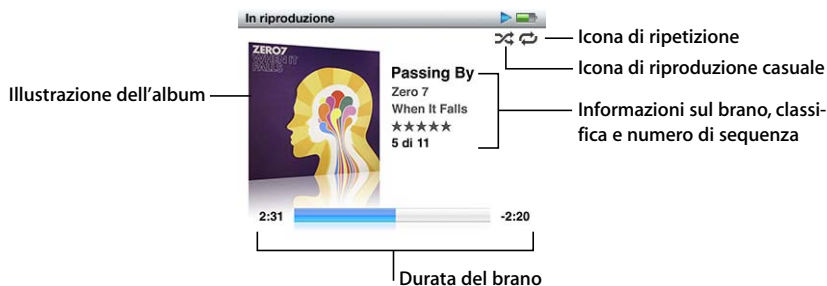 In riproduzione
Icona di ripetizione
Icona di riproduzione casuale
ZERO7
WHEN IT
FALLS
Passing By
Zero 7
When It Falls
★★★★★
5 di 11
Illustrazione dell'album
Informazioni sul brano, classi-
fica e numero di sequenza
2:31
-2:20
Durata del brano